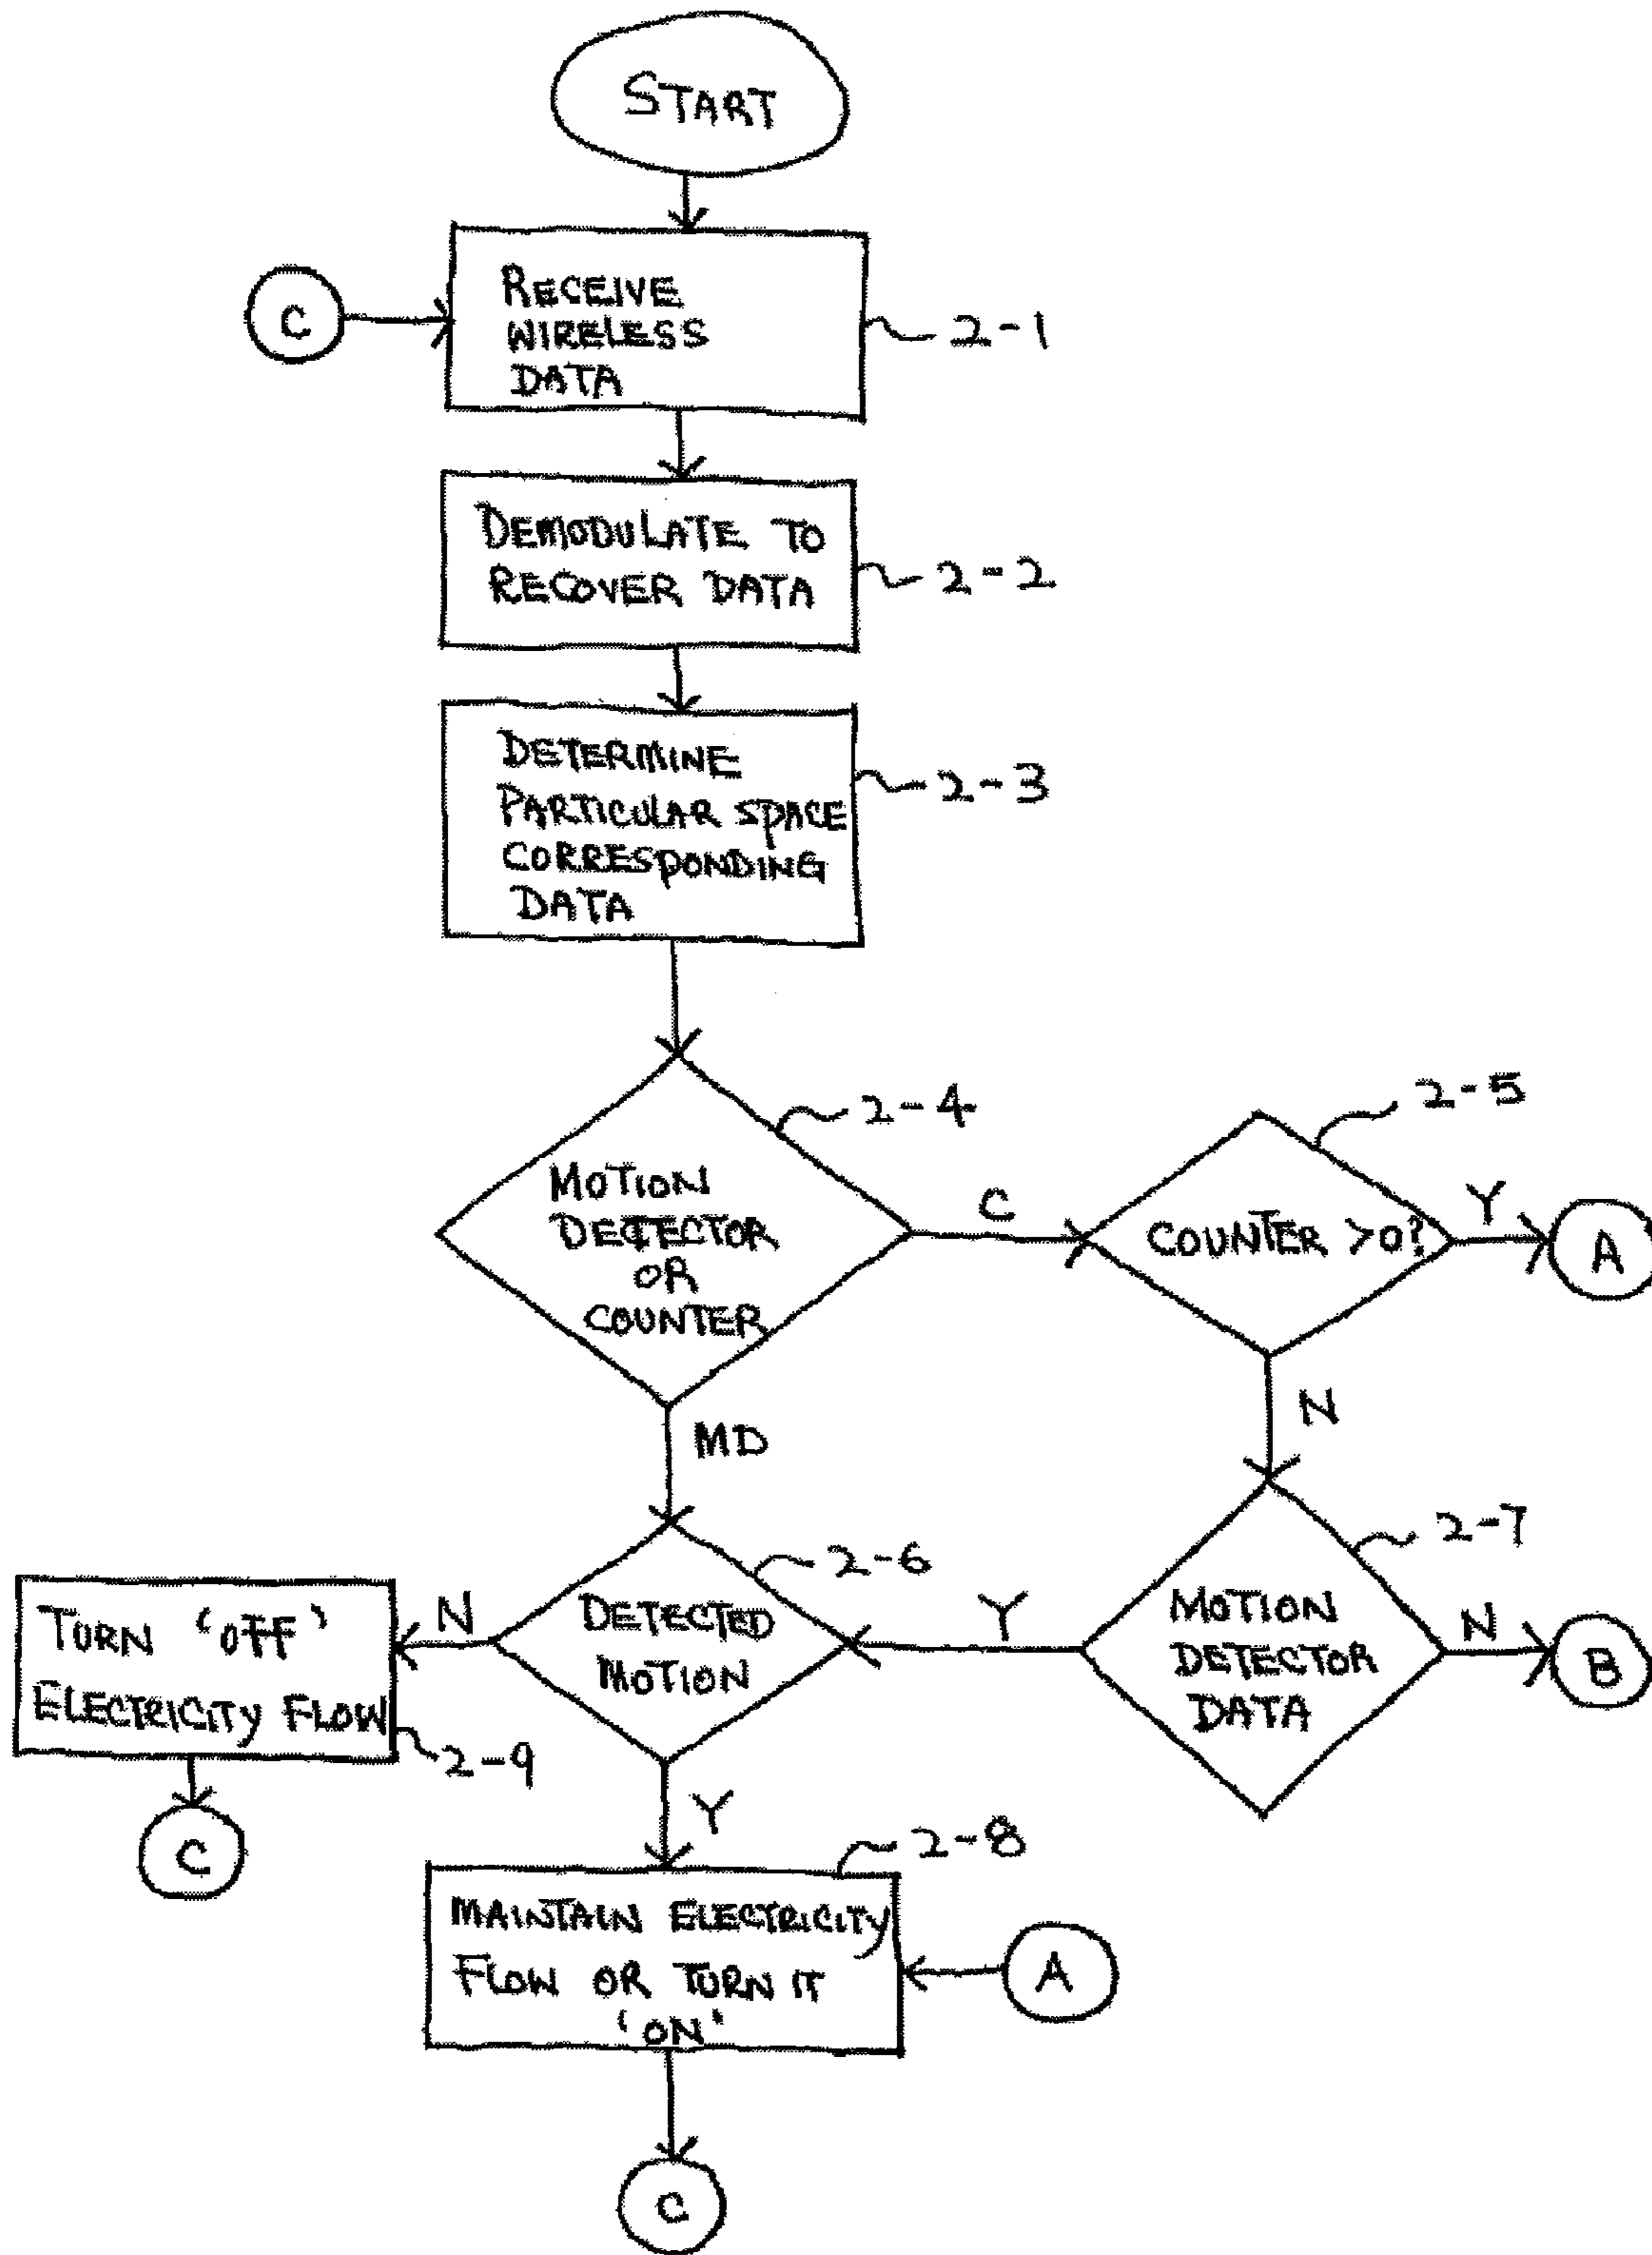 START
C
RECEIVE
WIRELESS
DATA
2-1
DEMODULATE TO
RECOVER DATA
2-2
DETERMINE
PARTICULAR SPACE
CORRESPONDING
DATA
2-3
MOTION
DETECTOR
OR
COUNTER
2-4
C
COUNTER >0?
2-5
Y
A
N
MD
DETECTED
MOTION
2-6
Y
MOTION
DETECTOR
DATA
2-7
N
B
N
TURN 'OFF'
ELECTRICITY FLOW
2-9
C
Y
MAINTAIN ELECTRICITY
FLOW OR TURN IT
'ON'
2-8
A
C